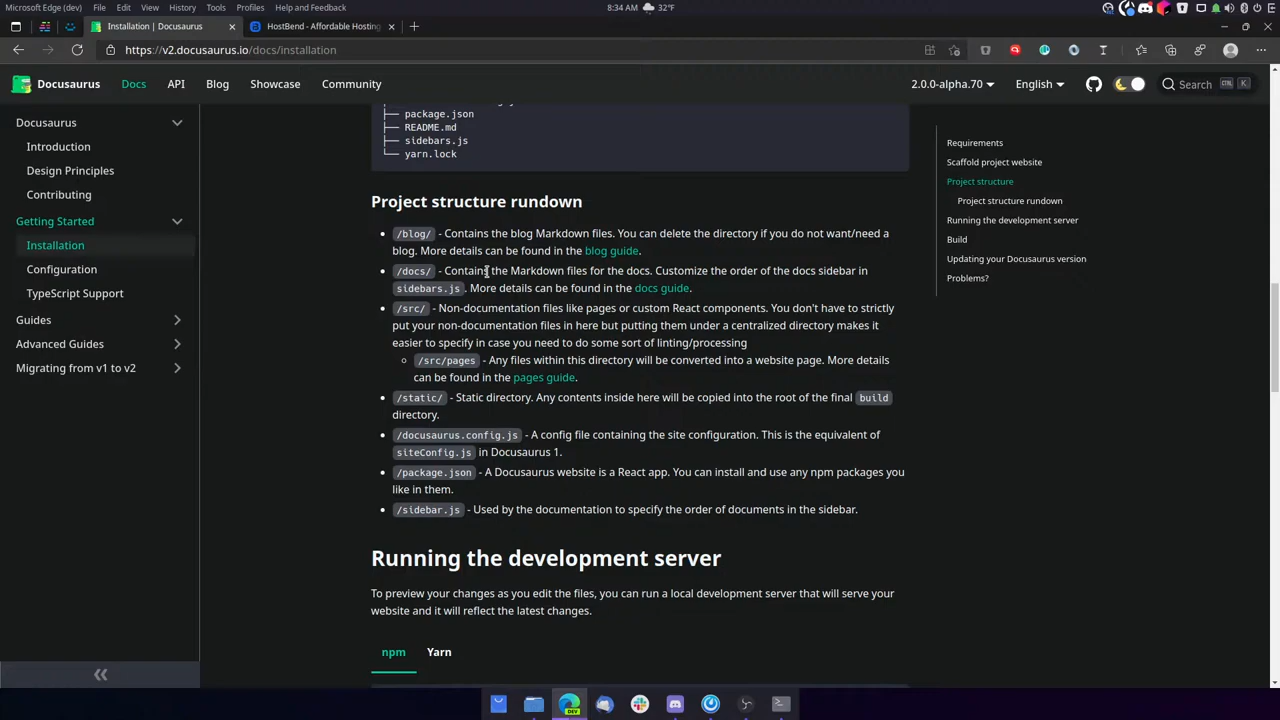 Microsoft Edge (dev) File Edit View History Tools Profiles Help and Feedback 8:34 AM 32°F
Installation | Docusaurus
HostBend - Affordable Hosting
https://v2.docusaurus.io/docs/installation
Docusaurus Docs API Blog Showcase Community 2.0.0-alpha.70 English Search CTRL K
Docusaurus
Introduction
Design Principles
Contributing
Getting Started
Installation
Configuration
TypeScript Support
Guides
Advanced Guides
Migrating from v1 to v2
├── package.json
├── README.md
├── sidebars.js
└── yarn.lock
Project structure rundown
/blog/ - Contains the blog Markdown files. You can delete the directory if you do not want/need a
blog. More details can be found in the blog guide.
/docs/ - Contains the Markdown files for the docs. Customize the order of the docs sidebar in
sidebars.js. More details can be found in the docs guide.
/src/ - Non-documentation files like pages or custom React components. You don't have to strictly
put your non-documentation files in here but putting them under a centralized directory makes it
easier to specify in case you need to do some sort of linting/processing
/src/pages - Any files within this directory will be converted into a website page. More details
can be found in the pages guide.
/static/ - Static directory. Any contents inside here will be copied into the root of the final build
directory.
/docusaurus.config.js - A config file containing the site configuration. This is the equivalent of
siteConfig.js in Docusaurus 1.
/package.json - A Docusaurus website is a React app. You can install and use any npm packages you
like in them.
/sidebar.js - Used by the documentation to specify the order of documents in the sidebar.
Running the development server
To preview your changes as you edit the files, you can run a local development server that will serve your
website and it will reflect the latest changes.
npm Yarn
Requirements
Scaffold project website
Project structure
Project structure rundown
Running the development server
Build
Updating your Docusaurus version
Problems?
DEV